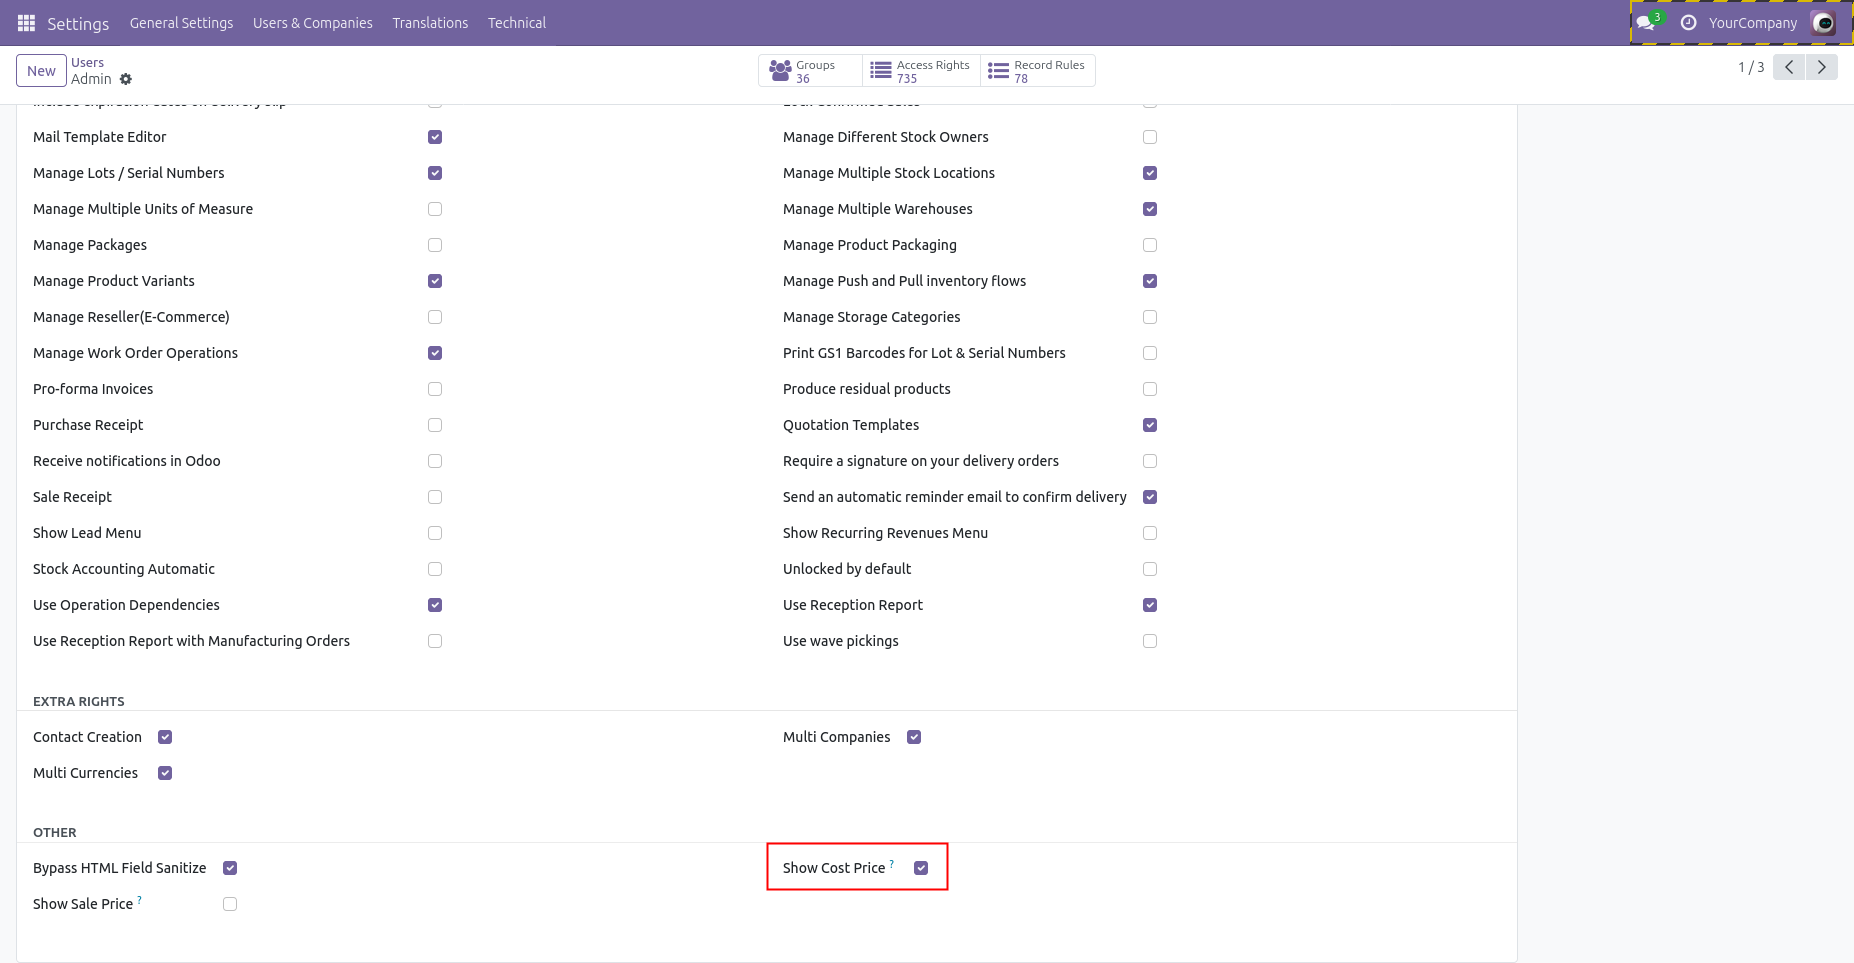 Settings General Settings Users & Companies Translations Technical 3 YourCompany
New Users
Admin
Groups
36
Access Rights
735
Record Rules
78
1 / 3
Mail Template Editor
Manage Different Stock Owners
Manage Lots / Serial Numbers
Manage Multiple Stock Locations
Manage Multiple Units of Measure
Manage Multiple Warehouses
Manage Packages
Manage Product Packaging
Manage Product Variants
Manage Push and Pull inventory flows
Manage Reseller(E-Commerce)
Manage Storage Categories
Manage Work Order Operations
Print GS1 Barcodes for Lot & Serial Numbers
Pro-forma Invoices
Produce residual products
Purchase Receipt
Quotation Templates
Receive notifications in Odoo
Require a signature on your delivery orders
Sale Receipt
Send an automatic reminder email to confirm delivery
Show Lead Menu
Show Recurring Revenues Menu
Stock Accounting Automatic
Unlocked by default
Use Operation Dependencies
Use Reception Report
Use Reception Report with Manufacturing Orders
Use wave pickings
EXTRA RIGHTS
Contact Creation
Multi Companies
Multi Currencies
OTHER
Bypass HTML Field Sanitize
Show Cost Price ?
Show Sale Price ?